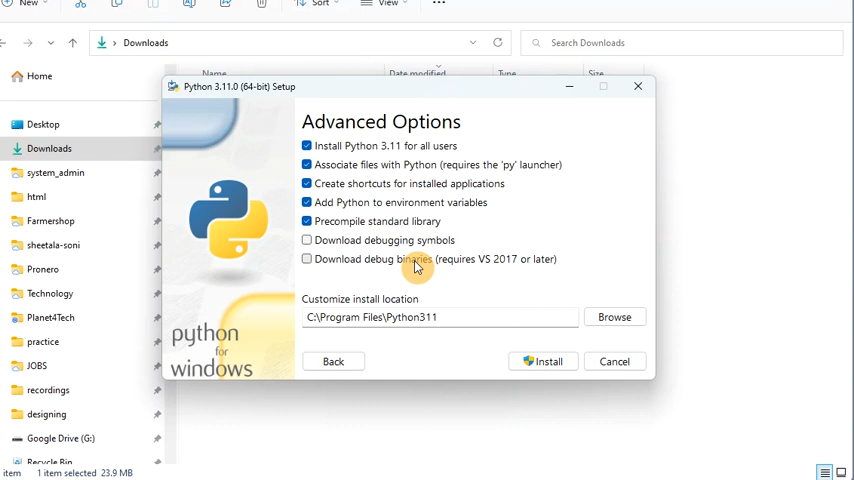 New
Sort
View
Downloads
Search Downloads
Home
Name
Date modified
Type
Size
Desktop
Downloads
system_admin
html
Farmershop
sheetala-soni
Pronero
Technology
Planet4Tech
practice
JOBS
recordings
designing
Google Drive (G:)
Recycle Bin
item 1 item selected 23.9 MB
Python 3.11.0 (64-bit) Setup
Advanced Options
Install Python 3.11 for all users
Associate files with Python (requires the 'py' launcher)
Create shortcuts for installed applications
Add Python to environment variables
Precompile standard library
Download debugging symbols
Download debug binaries (requires VS 2017 or later)
Customize install location
C:\Program Files\Python311
Browse
python
for
windows
Back
Install
Cancel